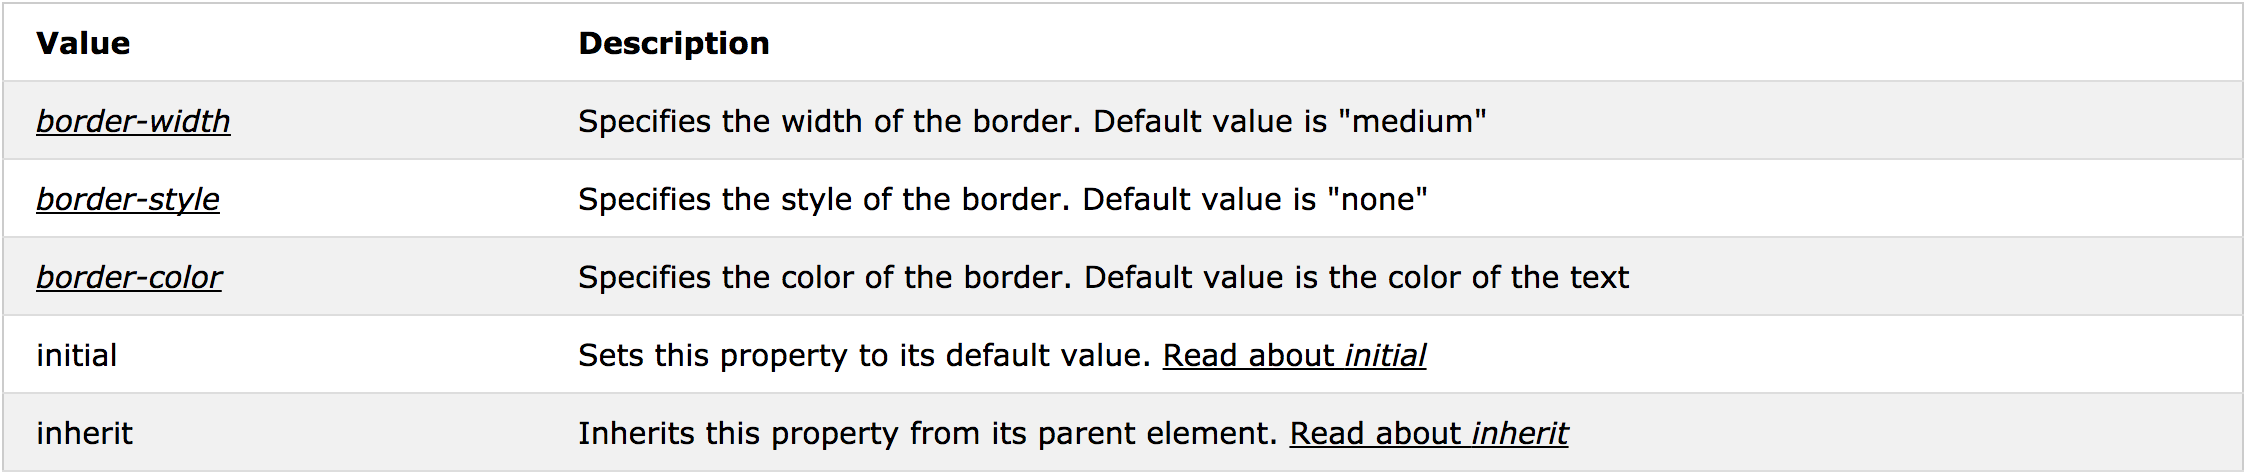 Value Description
border-width Specifies the width of the border. Default value is "medium"
border-style Specifies the style of the border. Default value is "none"
border-color Specifies the color of the border. Default value is the color of the text
initial Sets this property to its default value. Read about initial
inherit Inherits this property from its parent element. Read about inherit